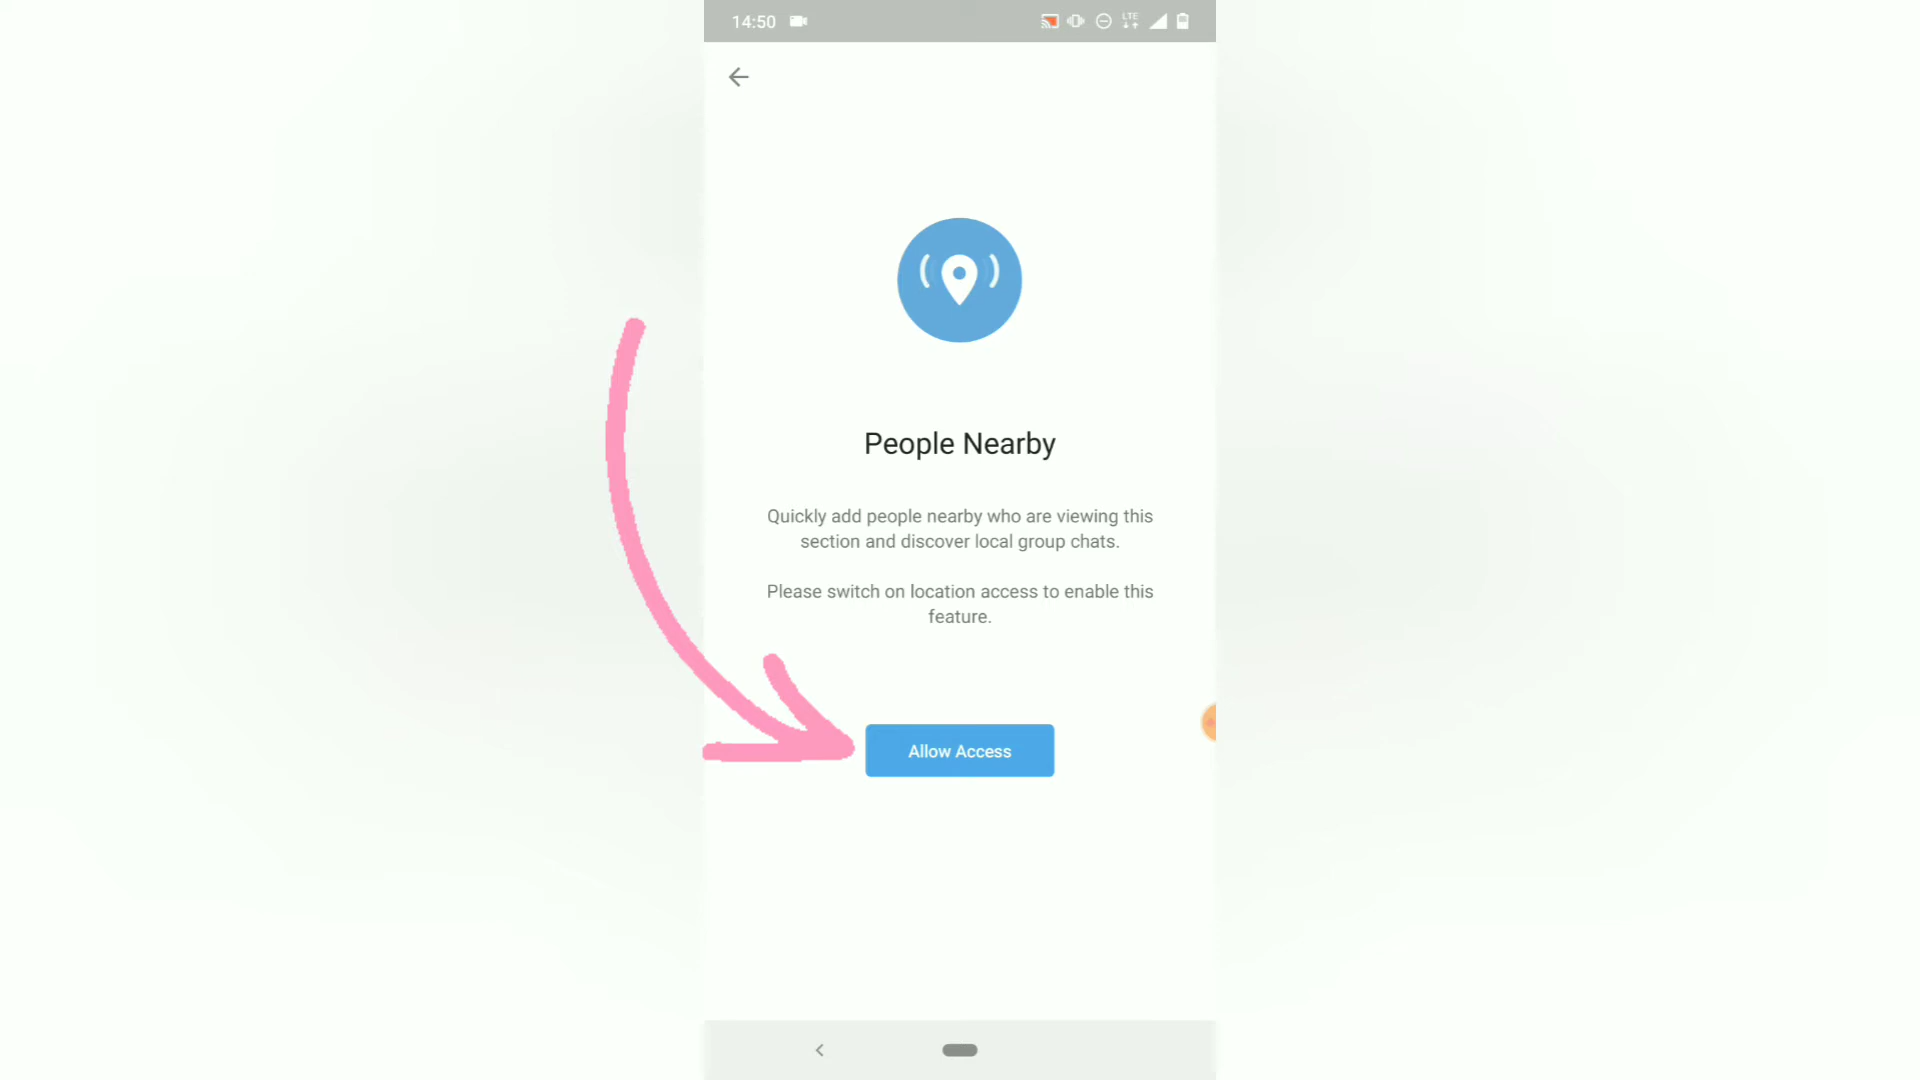 14:50
LTE
People Nearby
Quickly add people nearby who are viewing this
section and discover local group chats.
Please switch on location access to enable this
feature.
Allow Access